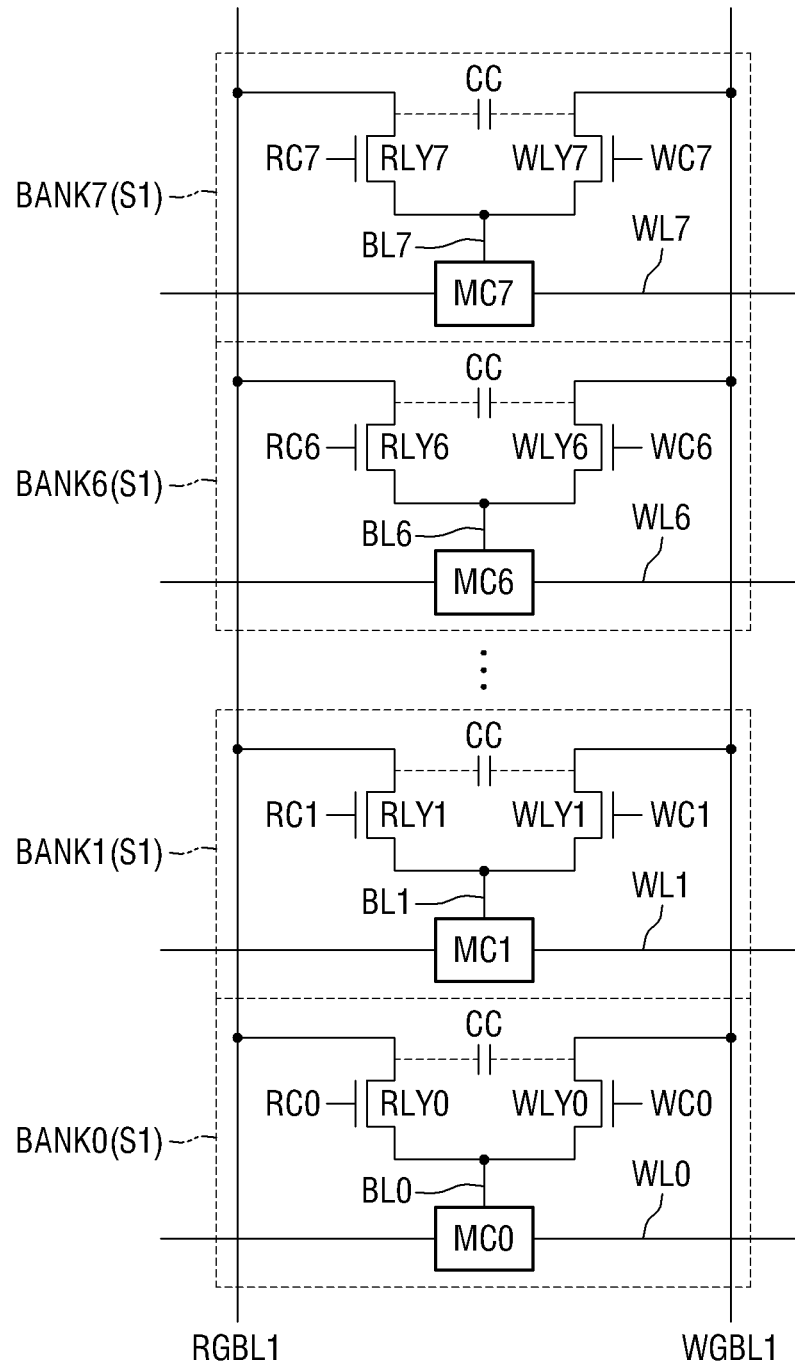 CC
RC7 RLY7 WLY7 WC7
BANK7(S1)
BL7 WL7
MC7
CC
RC6 RLY6 WLY6 WC6
BANK6(S1)
BL6 WL6
MC6
CC
RC1 RLY1 WLY1 WC1
BANK1(S1)
BL1 WL1
MC1
CC
RC0 RLY0 WLY0 WC0
BANK0(S1)
BL0 WL0
MC0
RGBL1 WGBL1